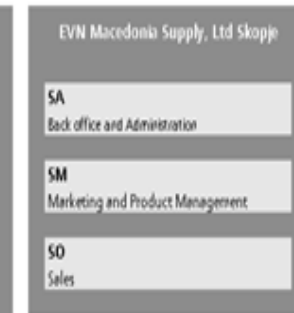 EVN Macedonia Supply, Ltd Skopje
SA
Back office and Administration
SM
Marketing and Product Management
SO
Sales